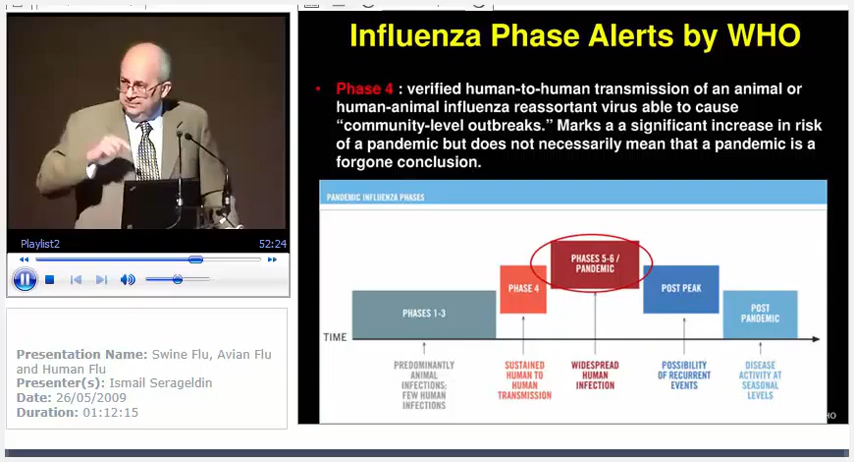 Influenza Phase Alerts by WHO
• Phase 4 : verified human-to-human transmission of an animal or
human-animal influenza reassortant virus able to cause
“community-level outbreaks.” Marks a a significant increase in risk
of a pandemic but does not necessarily mean that a pandemic is a
forgone conclusion.
PANDEMIC INFLUENZA PHASES
PHASES 1-3
PHASE 4
PHASES 5-6 /
PANDEMIC
POST PEAK
POST
PANDEMIC
TIME
PREDOMINANTLY
ANIMAL
INFECTIONS;
FEW HUMAN
INFECTIONS
SUSTAINED
HUMAN TO
HUMAN
TRANSMISSION
WIDESPREAD
HUMAN
INFECTION
POSSIBILITY
OF RECURRENT
EVENTS
DISEASE
ACTIVITY AT
SEASONAL
LEVELS
Playlist2 52:24
Presentation Name: Swine Flu, Avian Flu
and Human Flu
Presenter(s): Ismail Serageldin
Date: 26/05/2009
Duration: 01:12:15